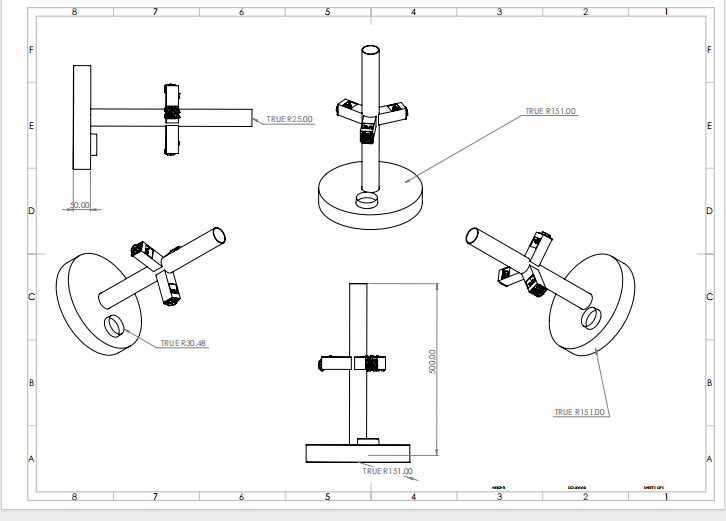 8 7 6 5 4 3 2 1
F F
TRUE R151.00
TRUE R25.00
E E
50.00
D D
C C
TRUE R30.48
500.00
B B
TRUE R151.00
A A
TRUE R151.00
8 7 6 5 4 3 2 1